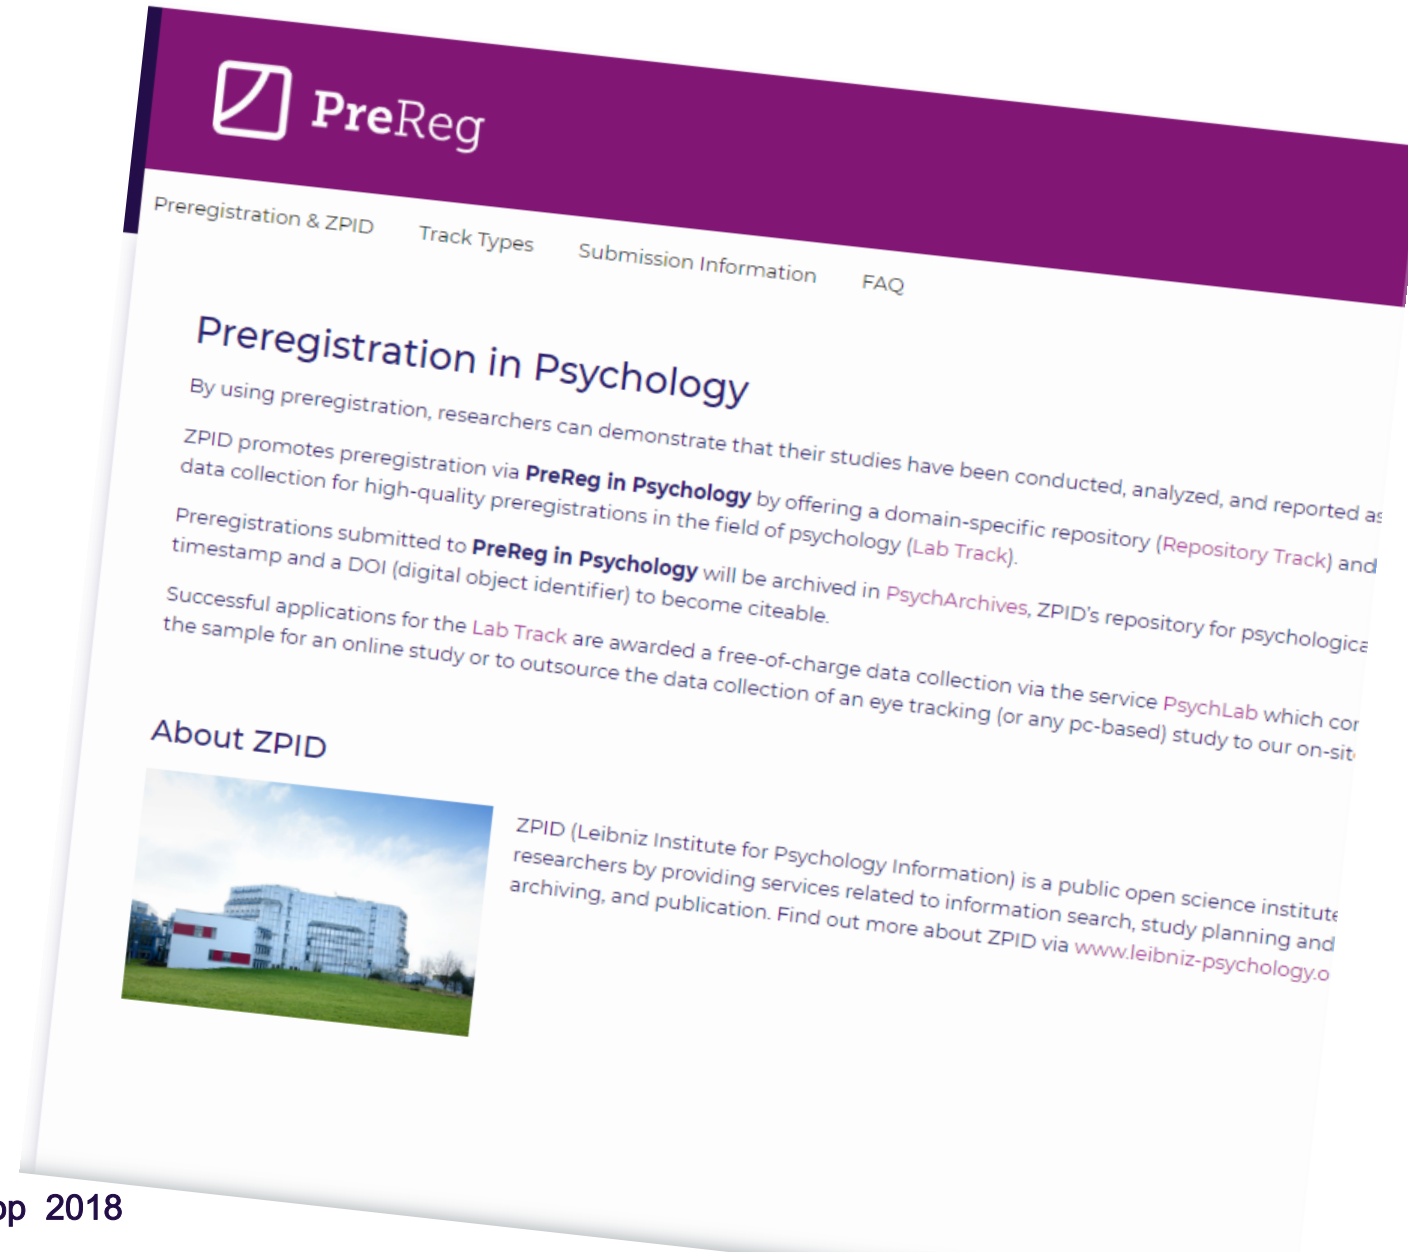 PreReg
Preregistration & ZPID Track Types Submission Information FAQ
Preregistration in Psychology
By using preregistration, researchers can demonstrate that their studies have been conducted, analyzed, and reported as
ZPID promotes preregistration via PreReg in Psychology by offering a domain-specific repository (Repository Track) and
data collection for high-quality preregistrations in the field of psychology (Lab Track).
Preregistrations submitted to PreReg in Psychology will be archived in PsychArchives, ZPID's repository for
timestamp and a DOI (digital object identifier) to become citeable.
Successful applications for the Lab Track are awarded a free-of-charge data collection via the service PsychLab which
the sample for an online study or to outsource the data collection of an eye tracking (or any pc-based) study to our
About ZPID
ZPID (Leibniz Institute for Psychology Information) is a public open science institute
researchers by providing services related to information search, study planning and
archiving, and publication. Find out more about ZPID via www.leibniz-psychology.o
2018